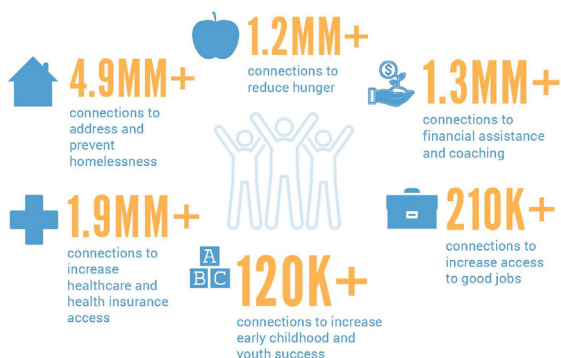 1.2MM+
connections to
reduce hunger
4.9MM+
connections to
address and
prevent
homelessness
$
1.3MM+
connections to
financial assistance
and coaching
1.9MM+
connections to
increase
healthcare and
health insurance
access
A
BC
120K+
connections to increase
early childhood and
youth success
210K+
connections to
increase access
to good jobs